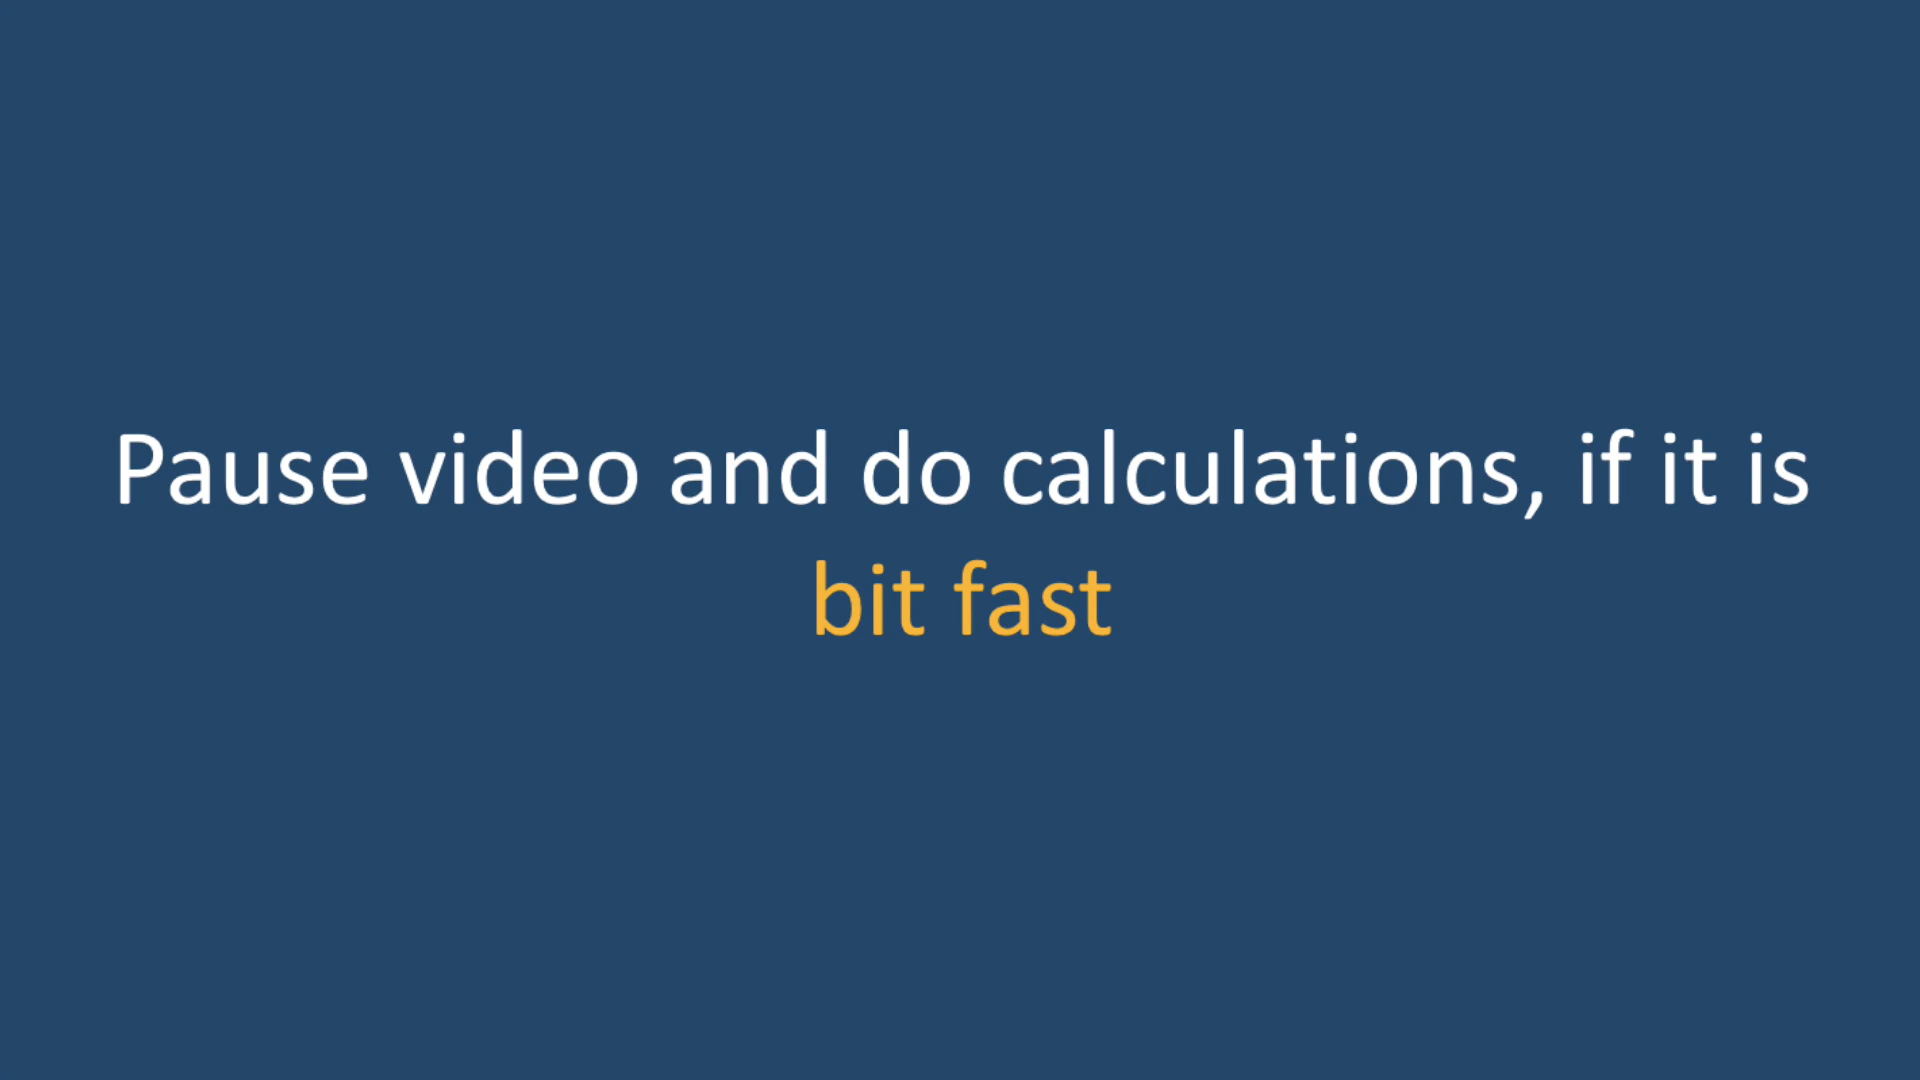 Pause video and do calculations, if it is
bit fast